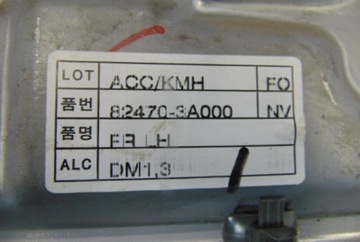 LOT ACC/KMH FO
품번 82470-3A000 NV
품명 FR LH
ALC DM1,3